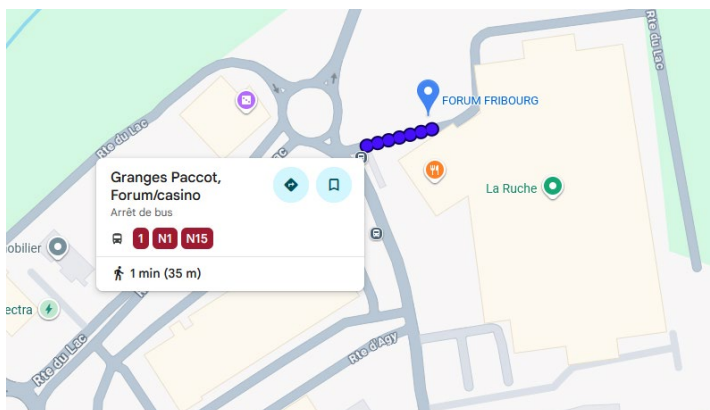 Rte du Lac
FORUM FRIBOURG
Rte du Lac
Granges Paccot,
Forum/casino
Arrêt de bus
1 N1 N15
1 min (35 m)
La Ruche
obilier
ectra
Rte du Lac
Rte d'Agy